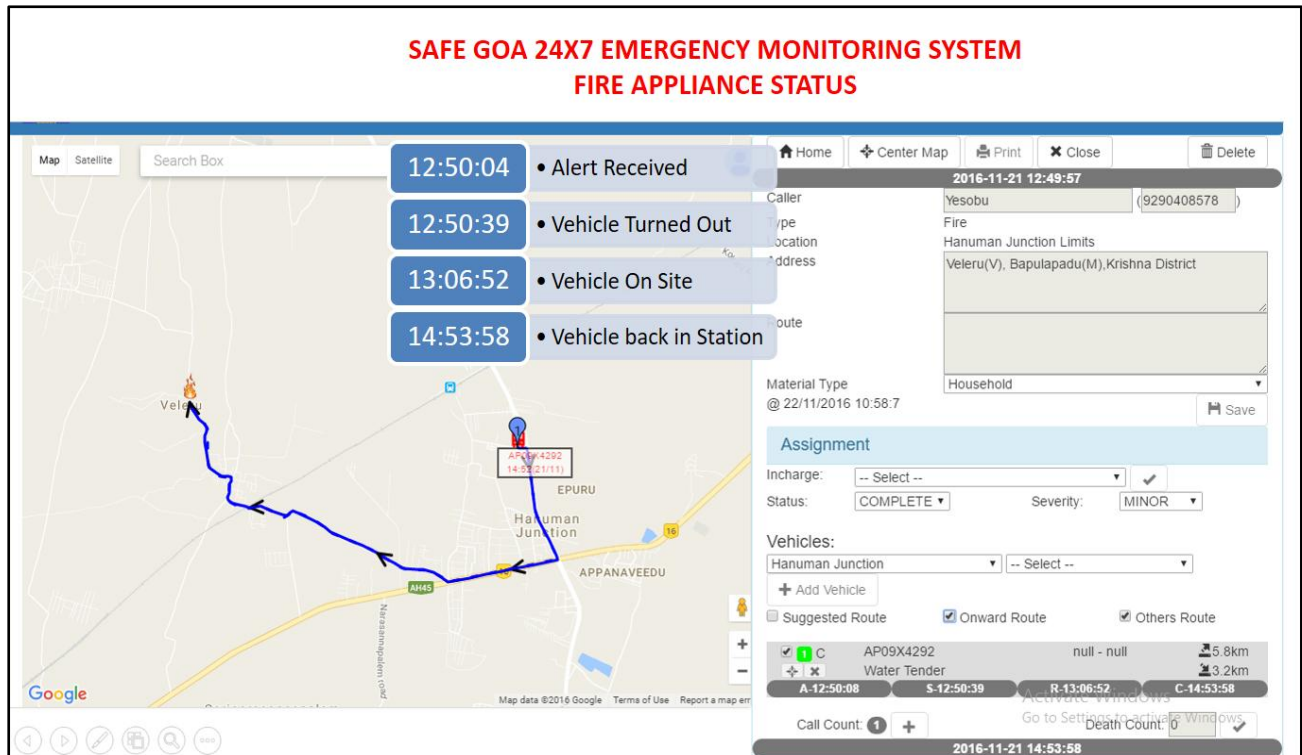 SAFE GOA 24X7 EMERGENCY MONITORING SYSTEM
FIRE APPLIANCE STATUS
Map Satellite
Search Box
12:50:04 • Alert Received
12:50:39 • Vehicle Turned Out
13:06:52 • Vehicle On Site
14:53:58 • Vehicle back in Station
Veleru
1
AP09X4292
14:52(21/11)
EPURU
Hanuman
Junction
16
APPANAVEEDU
AH45
Narasannapalem road
+
−
Google
Map data ©2016 Google Terms of Use Report a map err
Home Center Map Print Close Delete
2016-11-21 12:49:57
Caller Yesobu (9290408578)
Type Fire
Location Hanuman Junction Limits
Address Veleru(V), Bapulapadu(M),Krishna District
Route
Material Type Household
@ 22/11/2016 10:58:7
Save
Assignment
Incharge: -- Select --
Status: COMPLETE Severity: MINOR
Vehicles:
Hanuman Junction -- Select --
+ Add Vehicle
Suggested Route Onward Route Others Route
1 C AP09X4292 null - null 5.8km
Water Tender 3.2km
A-12:50:08 S-12:50:39 R-13:06:52 C-14:53:58
Activate Windows
Go to Settings to activate Windows.
Call Count: 1 + Death Count: 0
2016-11-21 14:53:58